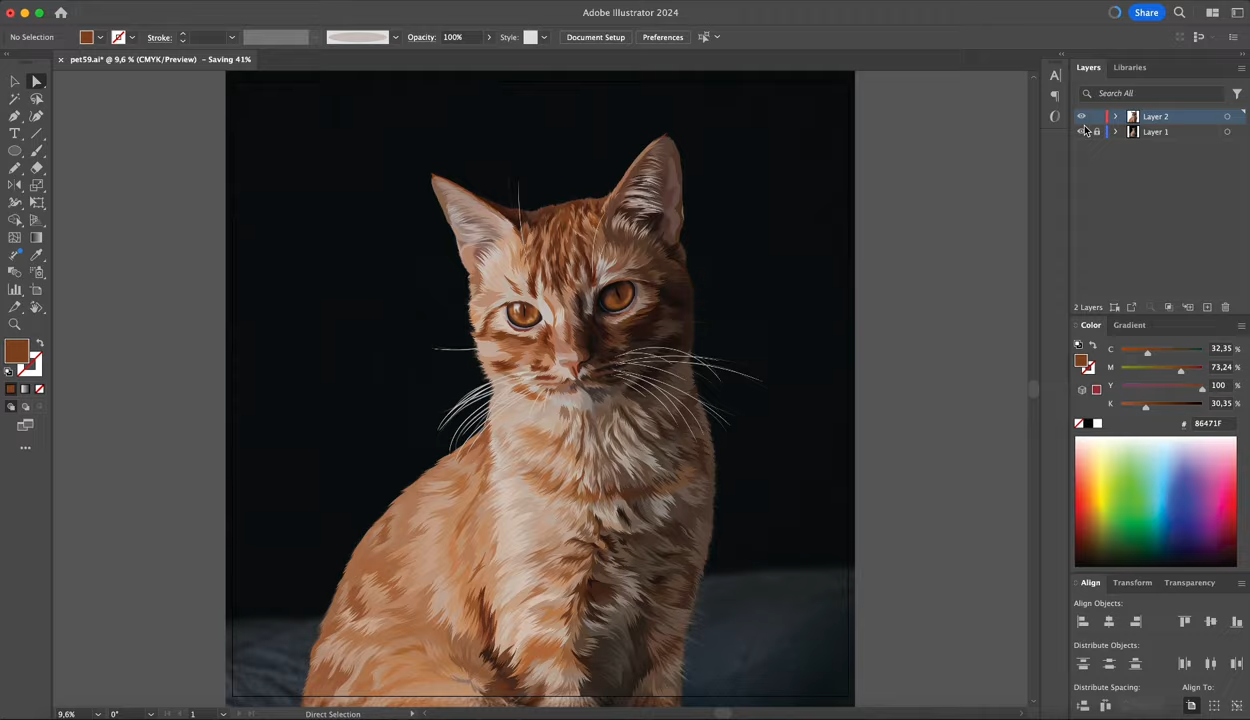 Adobe Illustrator 2024
Share
No Selection
Stroke:
Opacity: 100%
Style:
Document Setup
Preferences
× pet59.ai* @ 9,6 % (CMYK/Preview) – Saving 41%
Layers
Libraries
Search All
Layer 2
Layer 1
2 Layers
Color
Gradient
C 32,35 %
M 73,24 %
Y 100 %
K 30,35 %
# 86471F
Align
Transform
Transparency
Align Objects:
Distribute Objects:
Distribute Spacing:
Align To:
9,6%
0°
1
Direct Selection